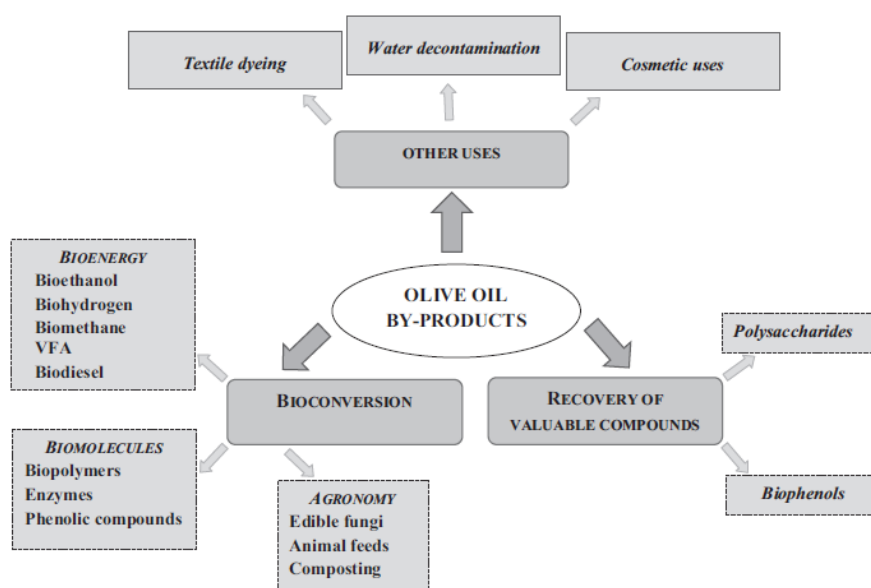 Textile dyeing
Water decontamination
Cosmetic uses
OTHER USES
OLIVE OIL
BY-PRODUCTS
BIOENERGY
Bioethanol
Biohydrogen
Biomethane
VFA
Biodiesel
BIOCONVERSION
BIOMOLECULES
Biopolymers
Enzymes
Phenolic compounds
AGRONOMY
Edible fungi
Animal feeds
Composting
RECOVERY OF
VALUABLE COMPOUNDS
Polysaccharides
Biophenols